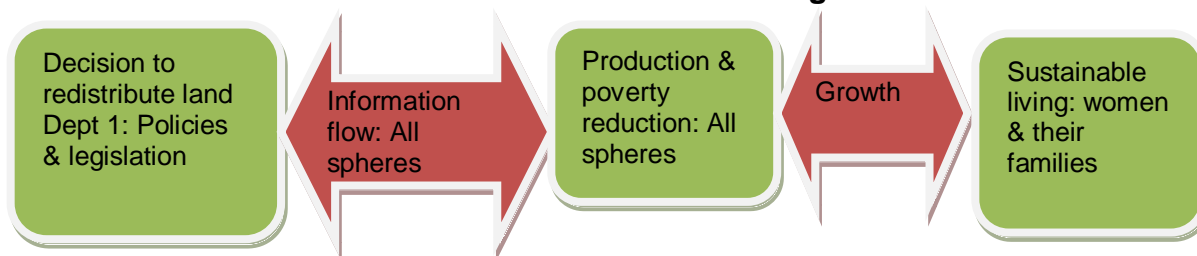 Decision to
redistribute land
Dept 1: Policies
& legislation
Information
flow: All
spheres
Production &
poverty
reduction: All
spheres
Growth
Sustainable
living: women
& their
families